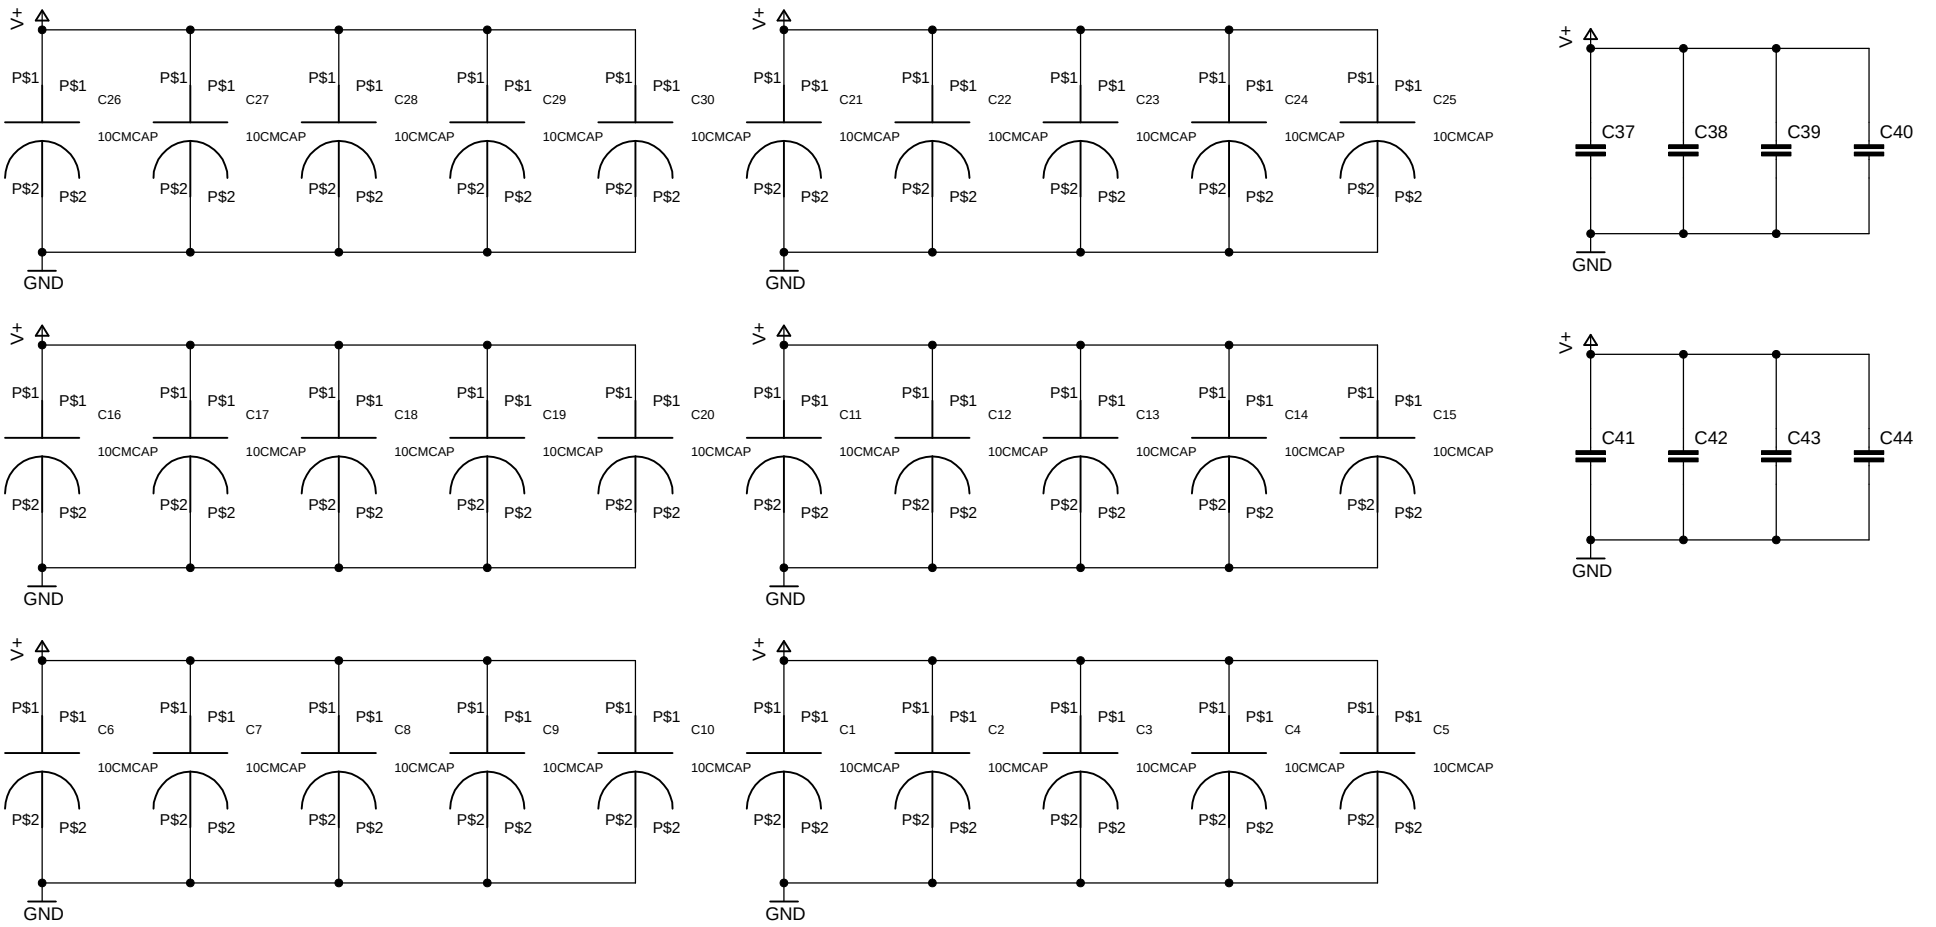 V+ V+ V+
P$1 P$1 P$1 P$1 P$1 P$1 P$1 P$1 P$1 P$1
P$1 P$1 P$1 P$1 P$1 P$1 P$1 P$1 P$1 P$1
C26 C27 C28 C29 C30 C21 C22 C23 C24 C25
10CMCAP 10CMCAP 10CMCAP 10CMCAP 10CMCAP 10CMCAP 10CMCAP 10CMCAP 10CMCAP 10CMCAP
C37 C38 C39 C40
P$2 P$2 P$2 P$2 P$2 P$2 P$2 P$2 P$2 P$2
P$2 P$2 P$2 P$2 P$2 P$2 P$2 P$2 P$2 P$2
GND GND GND
V+ V+ V+
P$1 P$1 P$1 P$1 P$1 P$1 P$1 P$1 P$1 P$1
P$1 P$1 P$1 P$1 P$1 P$1 P$1 P$1 P$1 P$1
C16 C17 C18 C19 C20 C11 C12 C13 C14 C15
10CMCAP 10CMCAP 10CMCAP 10CMCAP 10CMCAP 10CMCAP 10CMCAP 10CMCAP 10CMCAP 10CMCAP
C41 C42 C43 C44
P$2 P$2 P$2 P$2 P$2 P$2 P$2 P$2 P$2 P$2
P$2 P$2 P$2 P$2 P$2 P$2 P$2 P$2 P$2 P$2
GND GND GND
V+ V+
P$1 P$1 P$1 P$1 P$1 P$1 P$1 P$1 P$1 P$1
P$1 P$1 P$1 P$1 P$1 P$1 P$1 P$1 P$1 P$1
C6 C7 C8 C9 C10 C1 C2 C3 C4 C5
10CMCAP 10CMCAP 10CMCAP 10CMCAP 10CMCAP 10CMCAP 10CMCAP 10CMCAP 10CMCAP 10CMCAP
P$2 P$2 P$2 P$2 P$2 P$2 P$2 P$2 P$2 P$2
P$2 P$2 P$2 P$2 P$2 P$2 P$2 P$2 P$2 P$2
GND GND